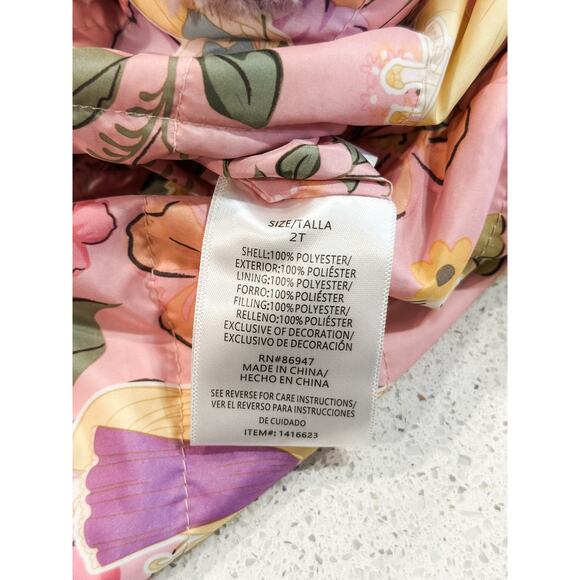 SIZE/TALLA
2T
SHELL:100% POLYESTER/
EXTERIOR:100% POLIÉSTER
LINING:100% POLYESTER/
FORRO:100% POLIÉSTER
FILLING:100% POLYESTER/
RELLENO:100% POLIÉSTER
EXCLUSIVE OF DECORATION/
EXCLUSIVO DE DECORACIÓN
RN#86947
MADE IN CHINA/
HECHO EN CHINA
SEE REVERSE FOR CARE INSTRUCTIONS/
VER EL REVERSO PARA INSTRUCCIONES
DE CUIDADO
ITEM#: 1416623